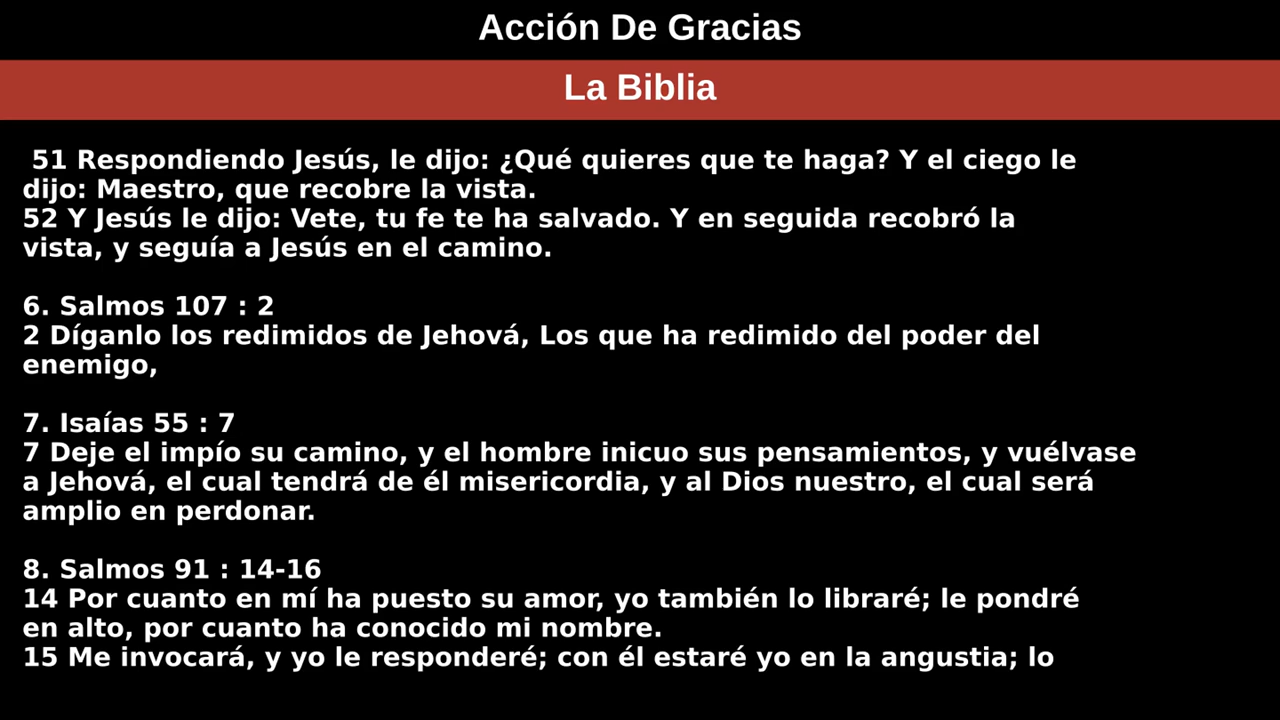 Acción De Gracias
La Biblia
51 Respondiendo Jesús, le dijo: ¿Qué quieres que te haga? Y el ciego le
dijo: Maestro, que recobre la vista.
52 Y Jesús le dijo: Vete, tu fe te ha salvado. Y en seguida recobró la
vista, y seguía a Jesús en el camino.
6. Salmos 107 : 2
2 Díganlo los redimidos de Jehová, Los que ha redimido del poder del
enemigo,
7. Isaías 55 : 7
7 Deje el impío su camino, y el hombre inicuo sus pensamientos, y vuélvase
a Jehová, el cual tendrá de él misericordia, y al Dios nuestro, el cual será
amplio en perdonar.
8. Salmos 91 : 14-16
14 Por cuanto en mí ha puesto su amor, yo también lo libraré; le pondré
en alto, por cuanto ha conocido mi nombre.
15 Me invocará, y yo le responderé; con él estaré yo en la angustia; lo